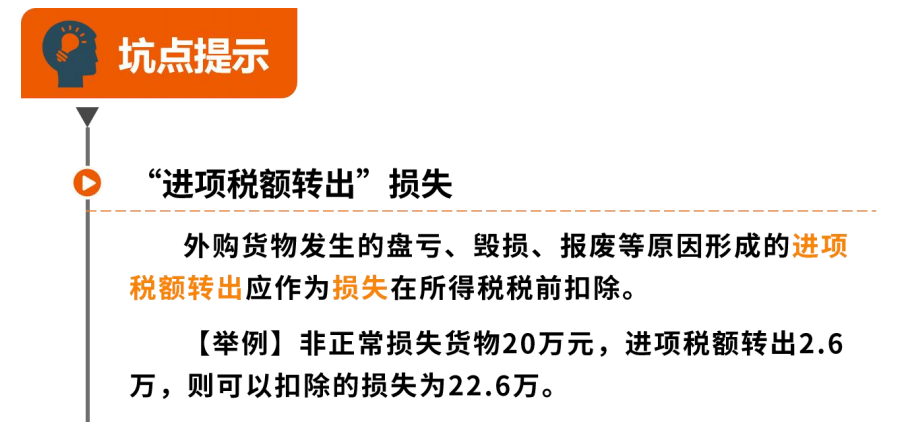 坑点提示
“进项税额转出”损失
外购货物发生的盘亏、毁损、报废等原因形成的进项
税额转出应作为损失在所得税税前扣除。
【举例】非正常损失货物20万元，进项税额转出2.6
万，则可以扣除的损失为22.6万。